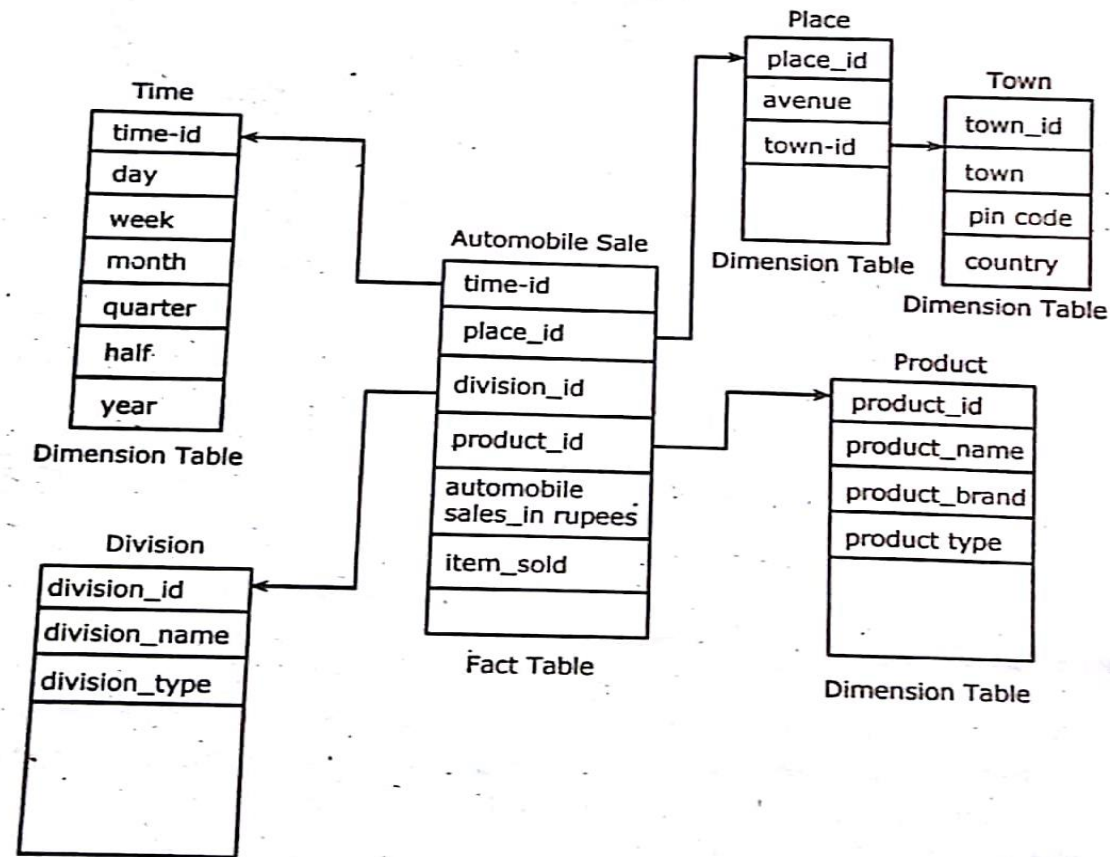 Place
place_id
avenue
town-id
Dimension Table
Town
town_id
town
pin code
country
Dimension Table
Time
time-id
day
week
month
quarter
half
year
Dimension Table
Automobile Sale
time-id
place_id
division_id
product_id
automobile
sales_in rupees
item_sold
Fact Table
Product
product_id
product_name
product_brand
product type
Dimension Table
Division
division_id
division_name
division_type